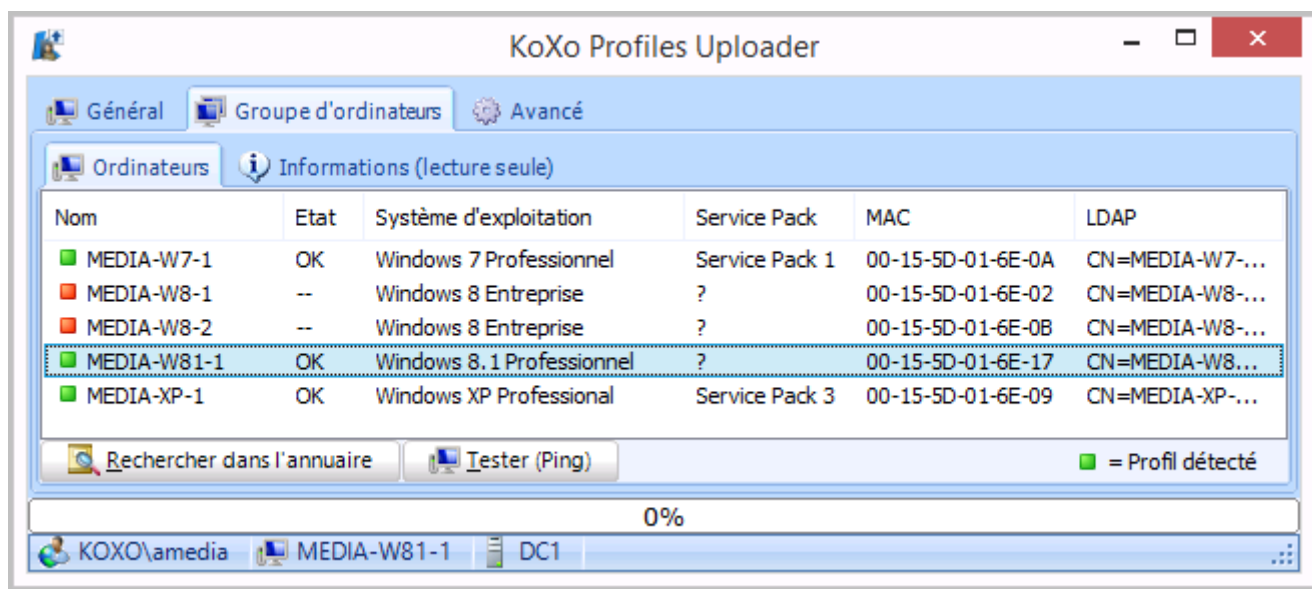 KoXo Profiles Uploader
Général Groupe d'ordinateurs Avancé
Ordinateurs Informations (lecture seule)
Nom Etat Système d'exploitation Service Pack MAC LDAP
MEDIA-W7-1 OK Windows 7 Professionnel Service Pack 1 00-15-5D-01-6E-0A CN=MEDIA-W7-...
MEDIA-W8-1 -- Windows 8 Entreprise ? 00-15-5D-01-6E-02 CN=MEDIA-W8-...
MEDIA-W8-2 -- Windows 8 Entreprise ? 00-15-5D-01-6E-0B CN=MEDIA-W8-...
MEDIA-W81-1 OK Windows 8.1 Professionnel ? 00-15-5D-01-6E-17 CN=MEDIA-W8...
MEDIA-XP-1 OK Windows XP Professional Service Pack 3 00-15-5D-01-6E-09 CN=MEDIA-XP-...
Rechercher dans l'annuaire Tester (Ping) = Profil détecté
0%
KOXO\amedia MEDIA-W81-1 DC1